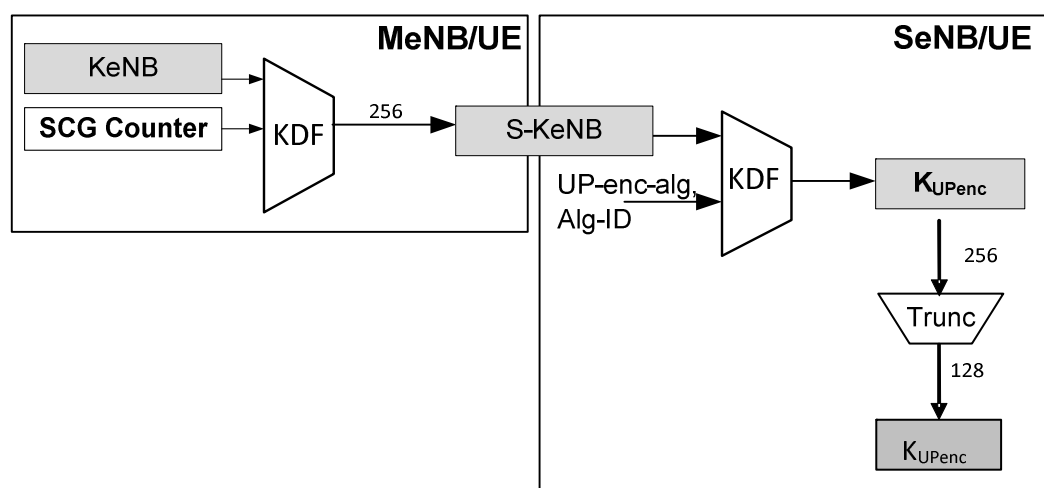 MeNB/UE
KeNB
SCG Counter
KDF
256
S-KeNB
SeNB/UE
UP-enc-alg,
Alg-ID
KDF
KUPenc
256
Trunc
128
KUPenc